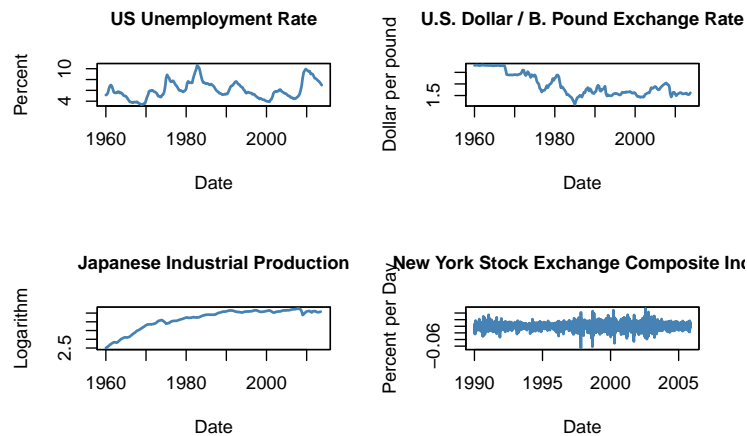 US Unemployment Rate
Percent
10
4
1960 1980 2000
Date
U.S. Dollar / B. Pound Exchange Rate
Dollar per pound
1.5
1960 1980 2000
Date
Japanese Industrial Production
Logarithm
2.5
1960 1980 2000
Date
New York Stock Exchange Composite Ind
Percent per Day
−0.06
1990 1995 2000 2005
Date